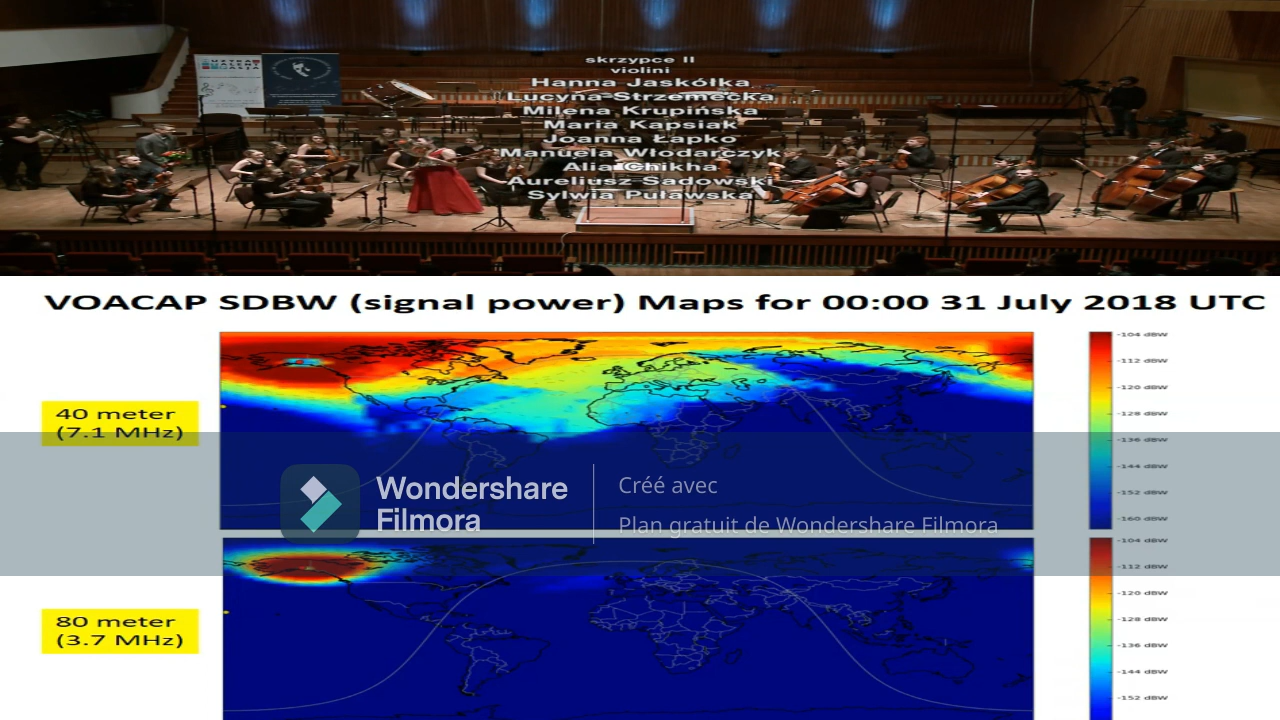 skrzypce II
violini
Hanna Jaskółka
Lucyna Strzemecka
Milena Krupińska
Maria Kapsiak
Joanna Łapko
Manuela Włodarczyk
Alia Chikha
Aureliusz Sadowski
Sylwia Puławska
VOACAP SDBW (signal power) Maps for 00:00 31 July 2018 UTC
40 meter
(7.1 MHz)
-104 dBW
-112 dBW
-120 dBW
-128 dBW
-136 dBW
-144 dBW
-152 dBW
-160 dBW
Wondershare
Filmora
Créé avec
Plan gratuit de Wondershare Filmora
80 meter
(3.7 MHz)
-104 dBW
-112 dBW
-120 dBW
-128 dBW
-136 dBW
-144 dBW
-152 dBW